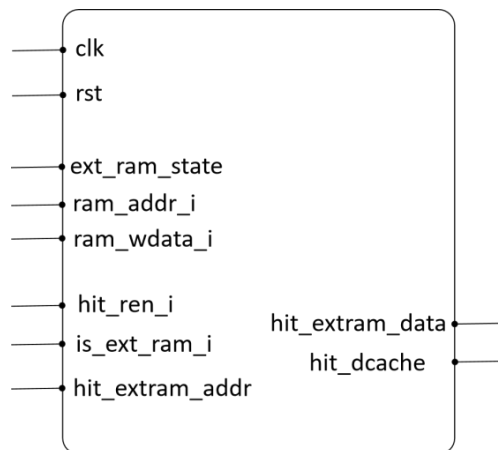 clk
rst
ext_ram_state
ram_addr_i
ram_wdata_i
hit_ren_i
is_ext_ram_i
hit_extram_addr
hit_extram_data
hit_dcache